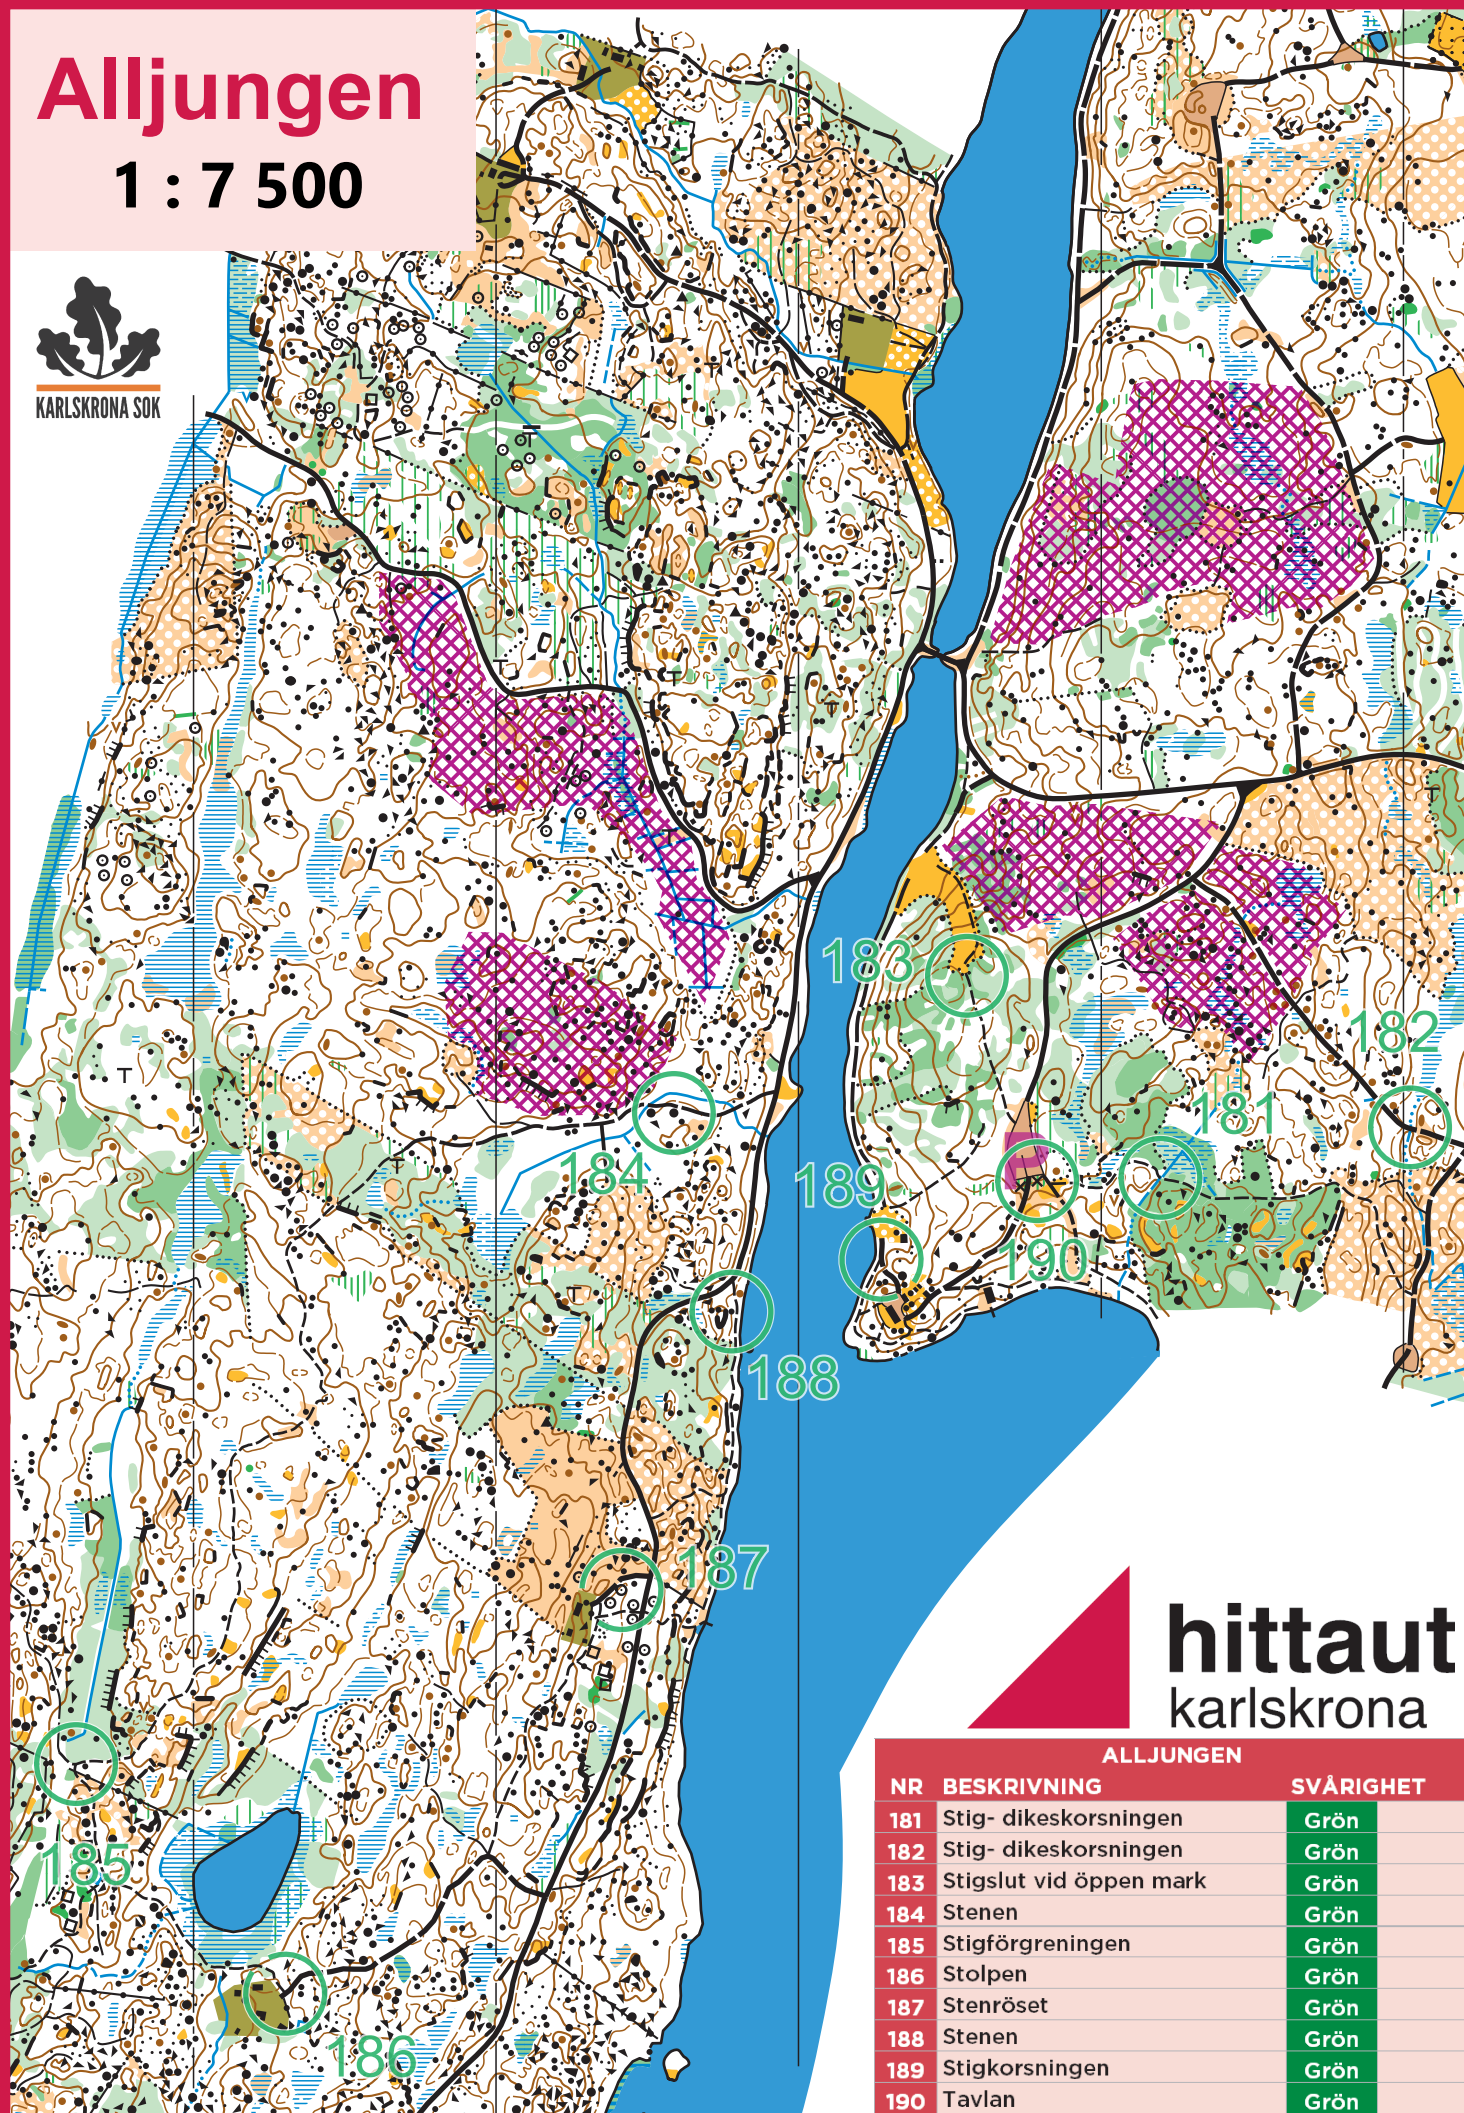 Alljungen
1 : 7 500
KARLSKRONA SOK
183
182
181
184
189
190
188
187
185
186
hittaut
karlskrona
ALLJUNGEN
NR BESKRIVNING SVÅRIGHET
181 Stig- dikeskorsningen Grön
182 Stig- dikeskorsningen Grön
183 Stigslut vid öppen mark Grön
184 Stenen Grön
185 Stigförgreningen Grön
186 Stolpen Grön
187 Stenröset Grön
188 Stenen Grön
189 Stigkorsningen Grön
190 Tavlan Grön